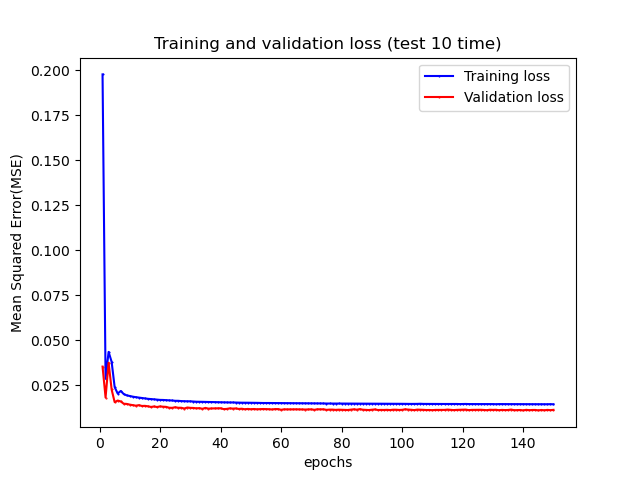 Training and validation loss (test 10 time)
Training loss
Validation loss
Mean Squared Error(MSE)
0.200
0.175
0.150
0.125
0.100
0.075
0.050
0.025
0 20 40 60 80 100 120 140
epochs